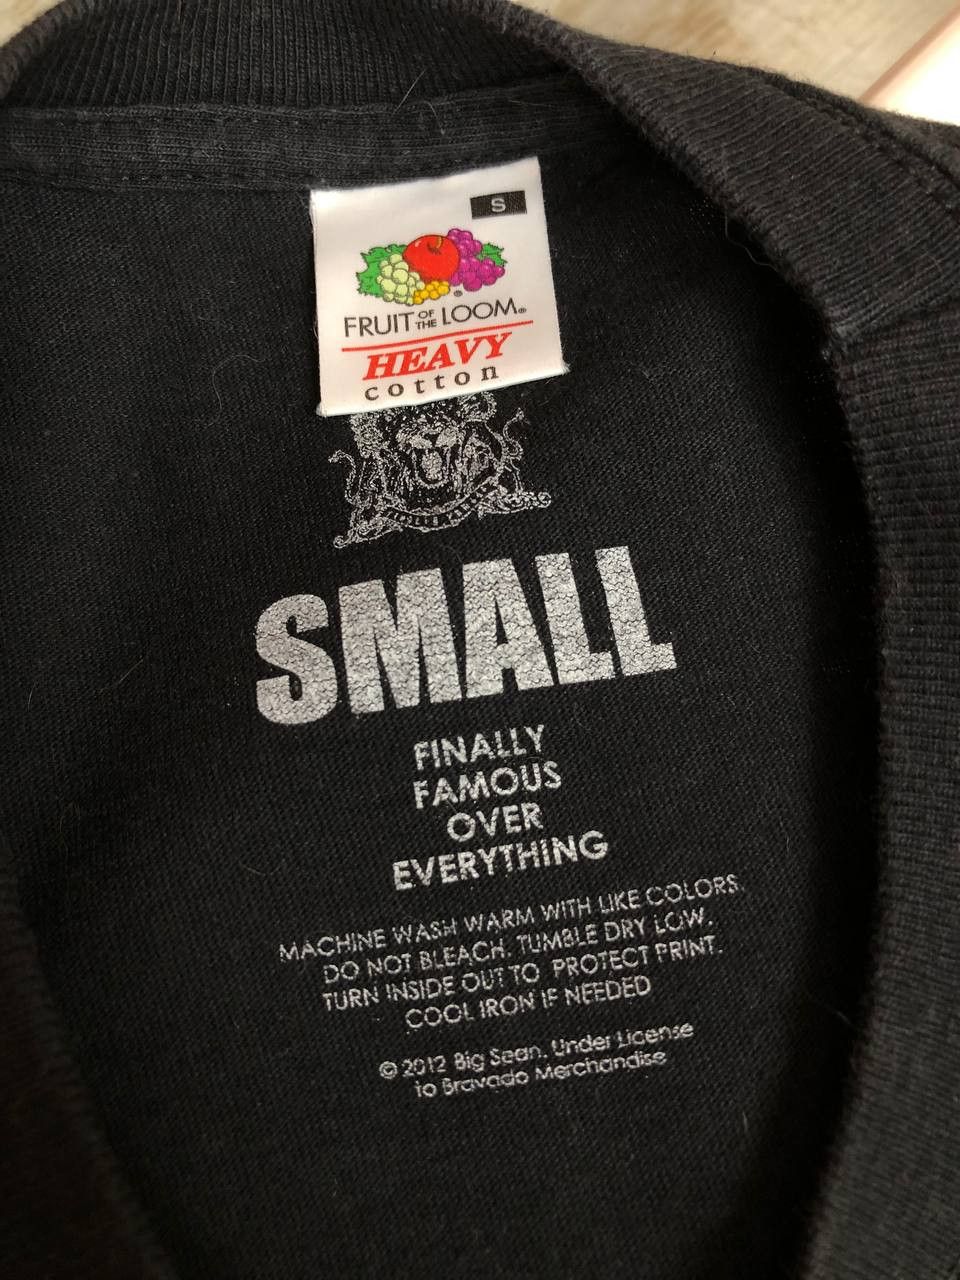 S
FRUIT OF THE LOOM®
HEAVY
cotton
SMALL
FINALLY
FAMOUS
OVER
EVERYTHING
MACHINE WASH WARM WITH LIKE COLORS.
DO NOT BLEACH. TUMBLE DRY LOW.
TURN INSIDE OUT TO PROTECT PRINT.
COOL IRON IF NEEDED
© 2012 Big Sean. Under License
to Bravado Merchandise